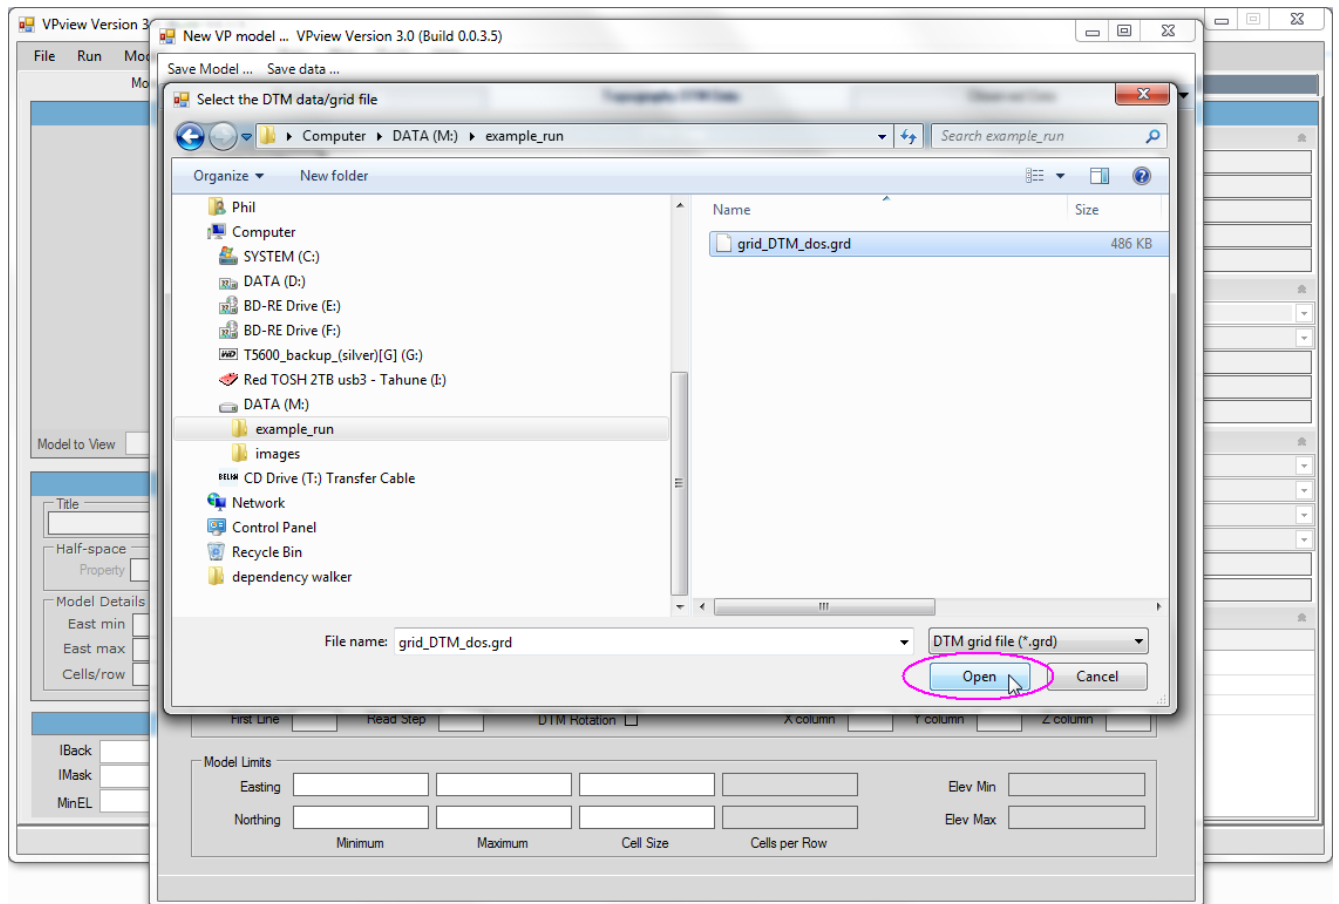 VPview Version 3
New VP model ... VPview Version 3.0 (Build 0.0.3.5)
File Run Mod
Save Model ... Save data ...
Mo
Select the DTM data/grid file
Topography DTM Data
Observed Data
Computer DATA (M:) example_run
Search example_run
Organize New folder
Name Size
Phil
Computer
SYSTEM (C:)
DATA (D:)
BD-RE Drive (E:)
BD-RE Drive (F:)
T5600_backup_(silver)[G] (G:)
Red TOSH 2TB usb3 - Tahune (I:)
DATA (M:)
example_run
images
CD Drive (T:) Transfer Cable
Network
Control Panel
Recycle Bin
dependency walker
grid_DTM_dos.grd 486 KB
File name: grid_DTM_dos.grd DTM grid file (*.grd)
Open Cancel
Model to View
Title
Half-space
Property
Model Details
East min
East max
Cells/row
IBack
IMask
MinEL
First Line Read Step DTM Rotation X column Y column Z column
Model Limits
Easting Elev Min
Northing Elev Max
Minimum Maximum Cell Size Cells per Row